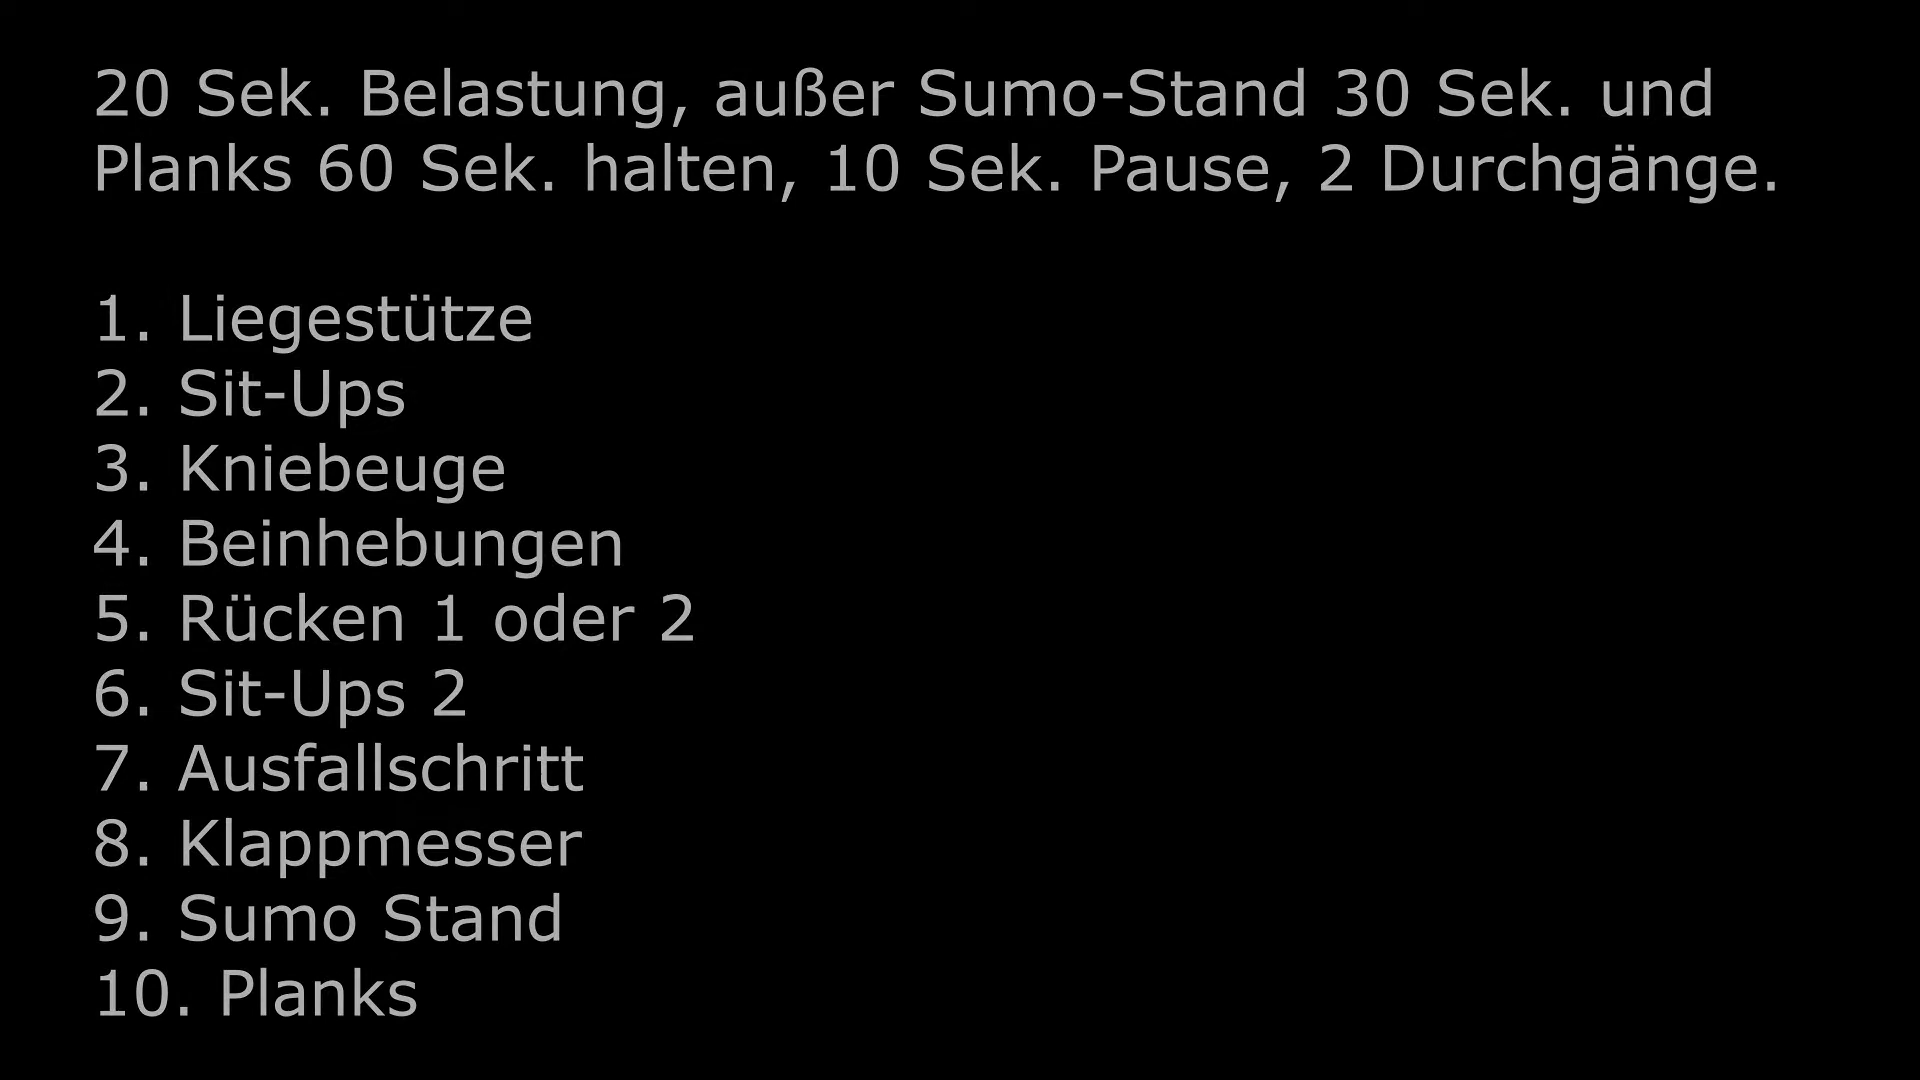 20 Sek. Belastung, außer Sumo-Stand 30 Sek. und
Planks 60 Sek. halten, 10 Sek. Pause, 2 Durchgänge.
1. Liegestütze
2. Sit-Ups
3. Kniebeuge
4. Beinhebungen
5. Rücken 1 oder 2
6. Sit-Ups 2
7. Ausfallschritt
8. Klappmesser
9. Sumo Stand
10. Planks